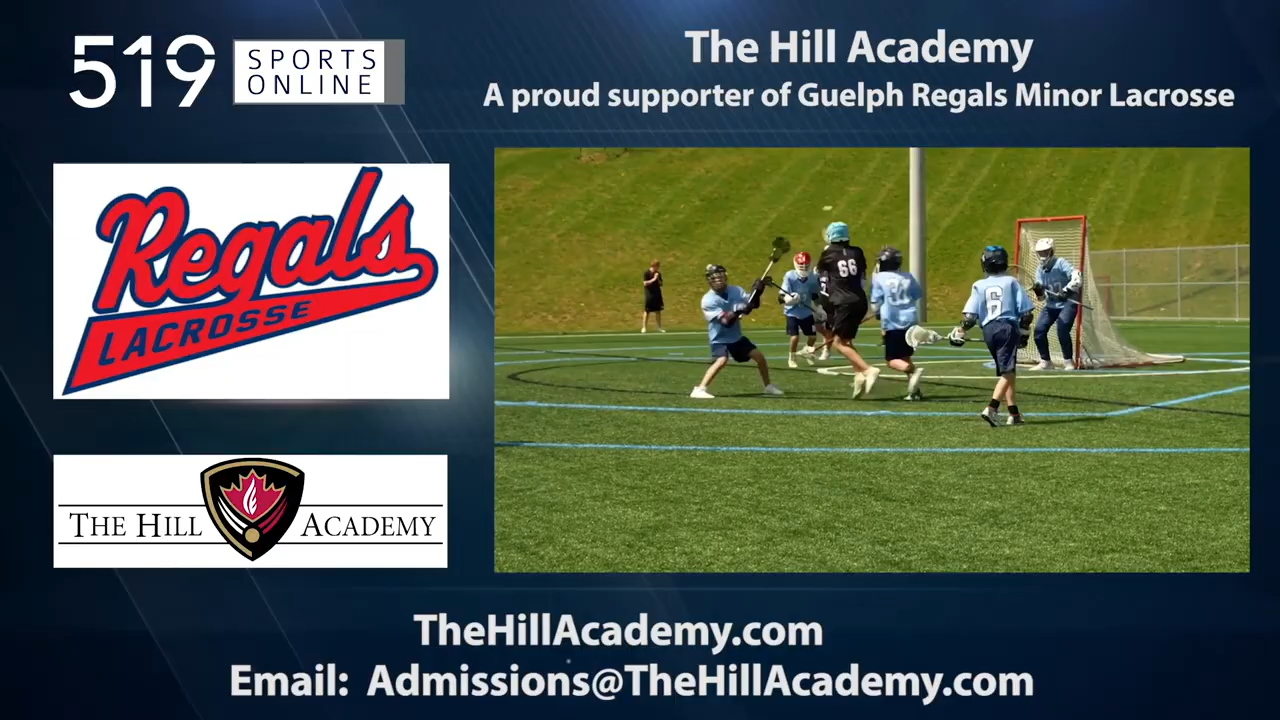 519 SPORTS ONLINE
The Hill Academy
A proud supporter of Guelph Regals Minor Lacrosse
Regals
LACROSSE
66
6
THE HILL ACADEMY
TheHillAcademy.com
Email: Admissions@TheHillAcademy.com